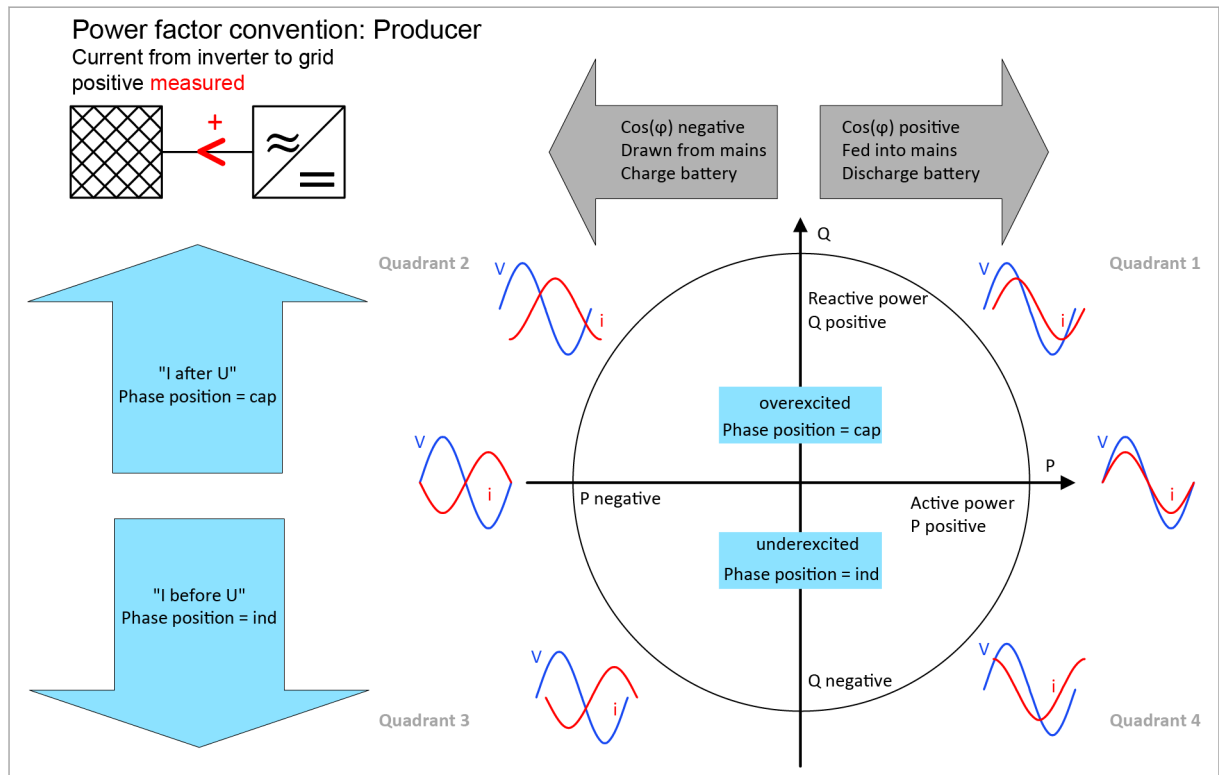 Power factor convention: Producer
Current from inverter to grid
positive measured
+
Cos(φ) negative
Drawn from mains
Charge battery
Cos(φ) positive
Fed into mains
Discharge battery
Q
Quadrant 2
Quadrant 1
V
i
V
i
Reactive power
Q positive
"I after U"
Phase position = cap
overexcited
Phase position = cap
V
i
P
V
i
P negative
Active power
P positive
underexcited
Phase position = ind
"I before U"
Phase position = ind
V
i
V
i
Q negative
Quadrant 3
Quadrant 4